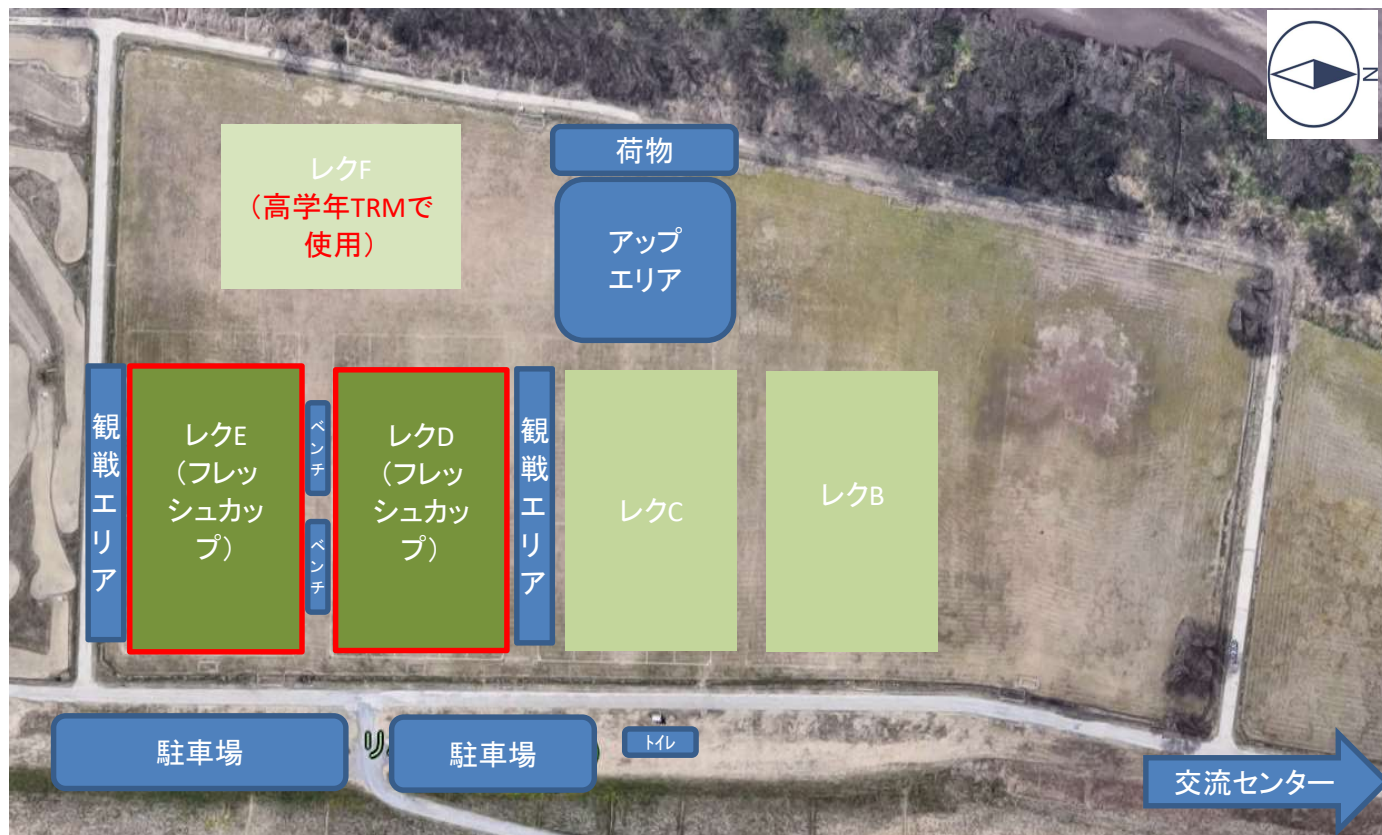 N
荷物
レクF
（高学年TRMで
使用）
アップ
エリア
観戦エリア
レクE
（フレッ
シュカッ
プ）
ベンチ
ベンチ
レクD
（フレッ
シュカッ
プ）
観戦エリア
レクC
レクB
駐車場
リ
駐車場
トイレ
交流センター